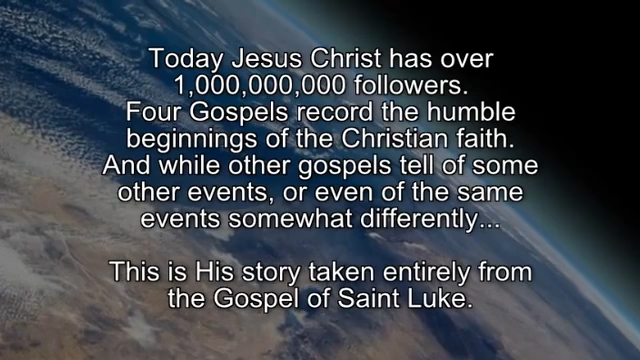 Today Jesus Christ has over
1,000,000,000 followers.
Four Gospels record the humble
beginnings of the Christian faith.
And while other gospels tell of some
other events, or even of the same
events somewhat differently...
This is His story taken entirely from
the Gospel of Saint Luke.